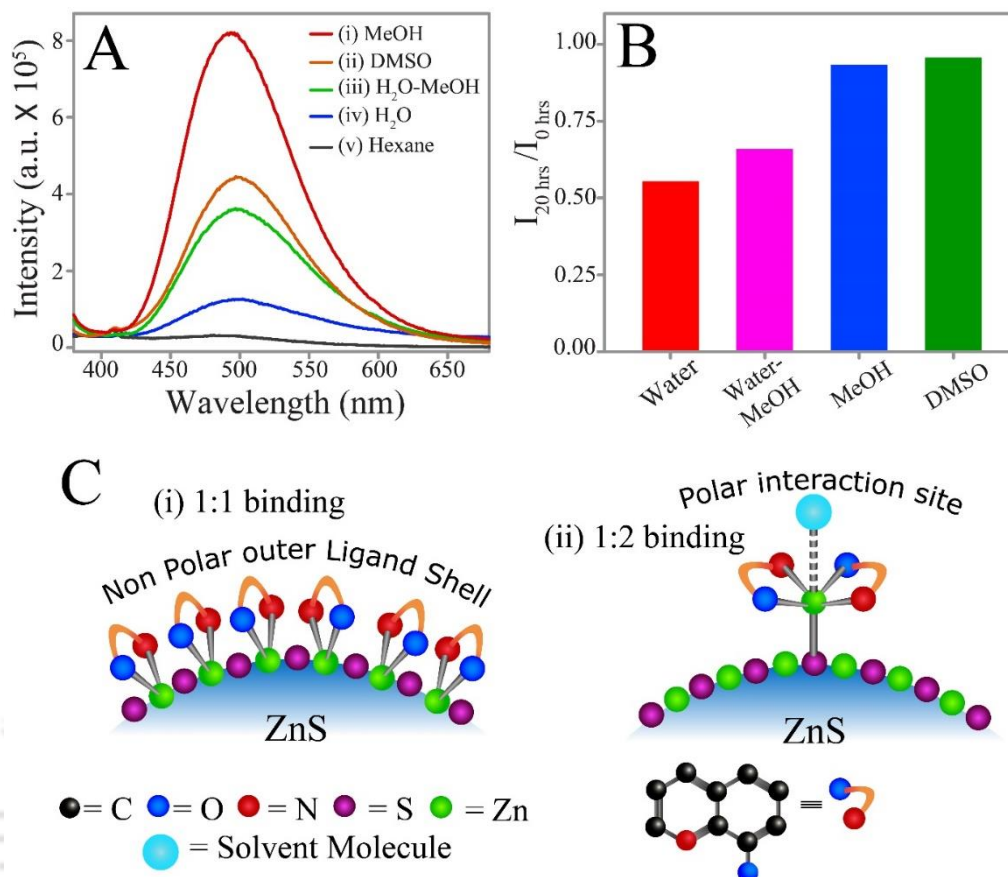 A
(i) MeOH
(ii) DMSO
(iii) H₂O-MeOH
(iv) H₂O
(v) Hexane
Intensity (a.u. X 10⁵)
8
6
4
2
0
400 450 500 550 600 650
Wavelength (nm)
B
I₂₀ ₕᵣₛ/I₀ ₕᵣₛ
1.00
0.75
0.50
0.25
0.00
Water
Water-
MeOH
MeOH
DMSO
C
(i) 1:1 binding
Non Polar outer Ligand Shell
ZnS
Polar interaction site
(ii) 1:2 binding
ZnS
= C = O = N = S = Zn
= Solvent Molecule
≡